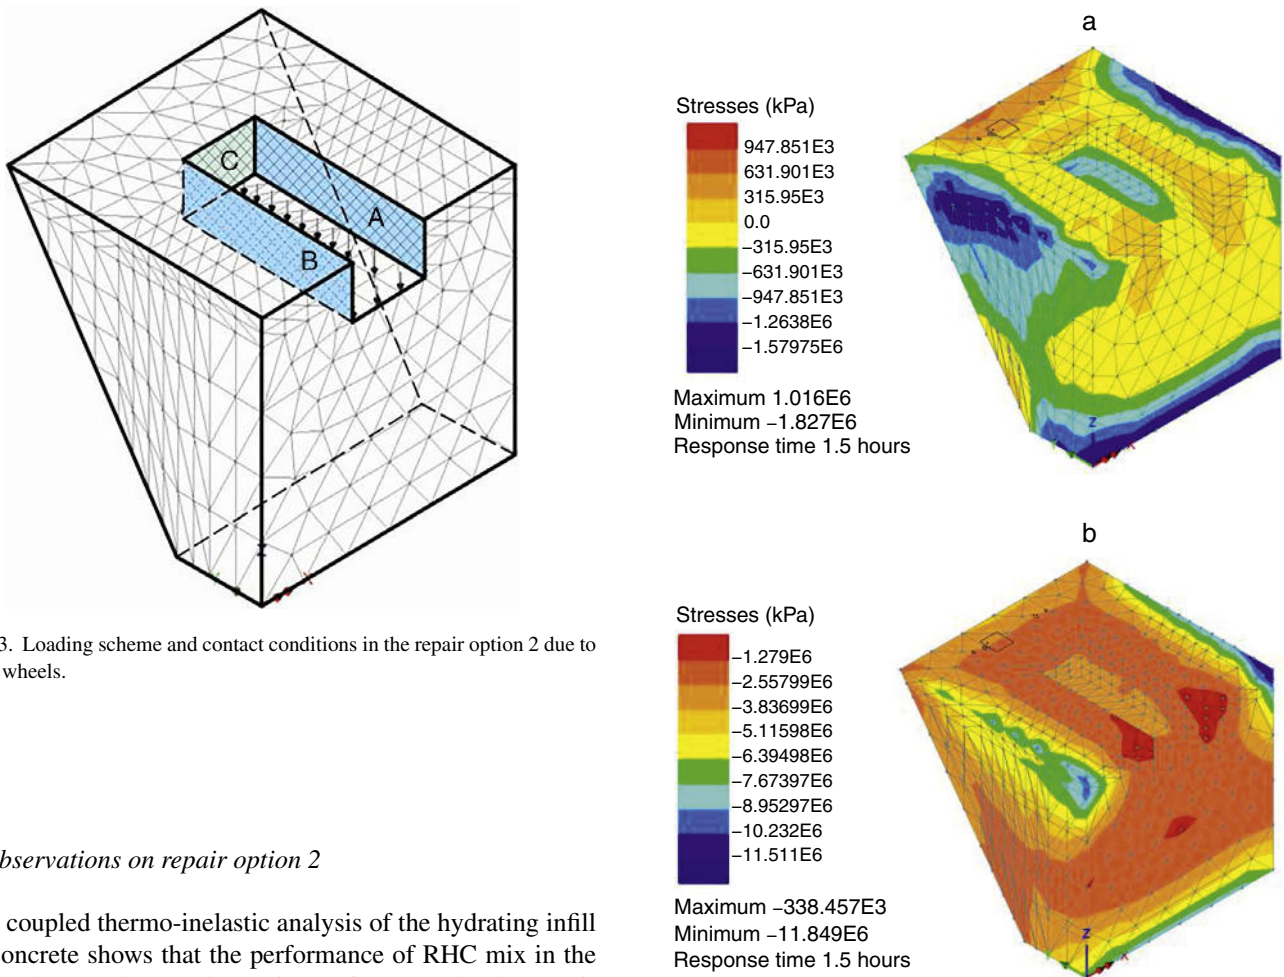 C
A
B
z
Y
X
3. Loading scheme and contact conditions in the repair option 2 due to
wheels.
bservations on repair option 2
coupled thermo-inelastic analysis of the hydrating infill
oncrete shows that the performance of RHC mix in the
a
Stresses (kPa)
947.851E3
631.901E3
315.95E3
0.0
−315.95E3
−631.901E3
−947.851E3
−1.2638E6
−1.57975E6
Maximum 1.016E6
Minimum −1.827E6
Response time 1.5 hours
z
X
b
Stresses (kPa)
−1.279E6
−2.55799E6
−3.83699E6
−5.11598E6
−6.39498E6
−7.67397E6
−8.95297E6
−10.232E6
−11.511E6
Maximum −338.457E3
Minimum −11.849E6
Response time 1.5 hours
z